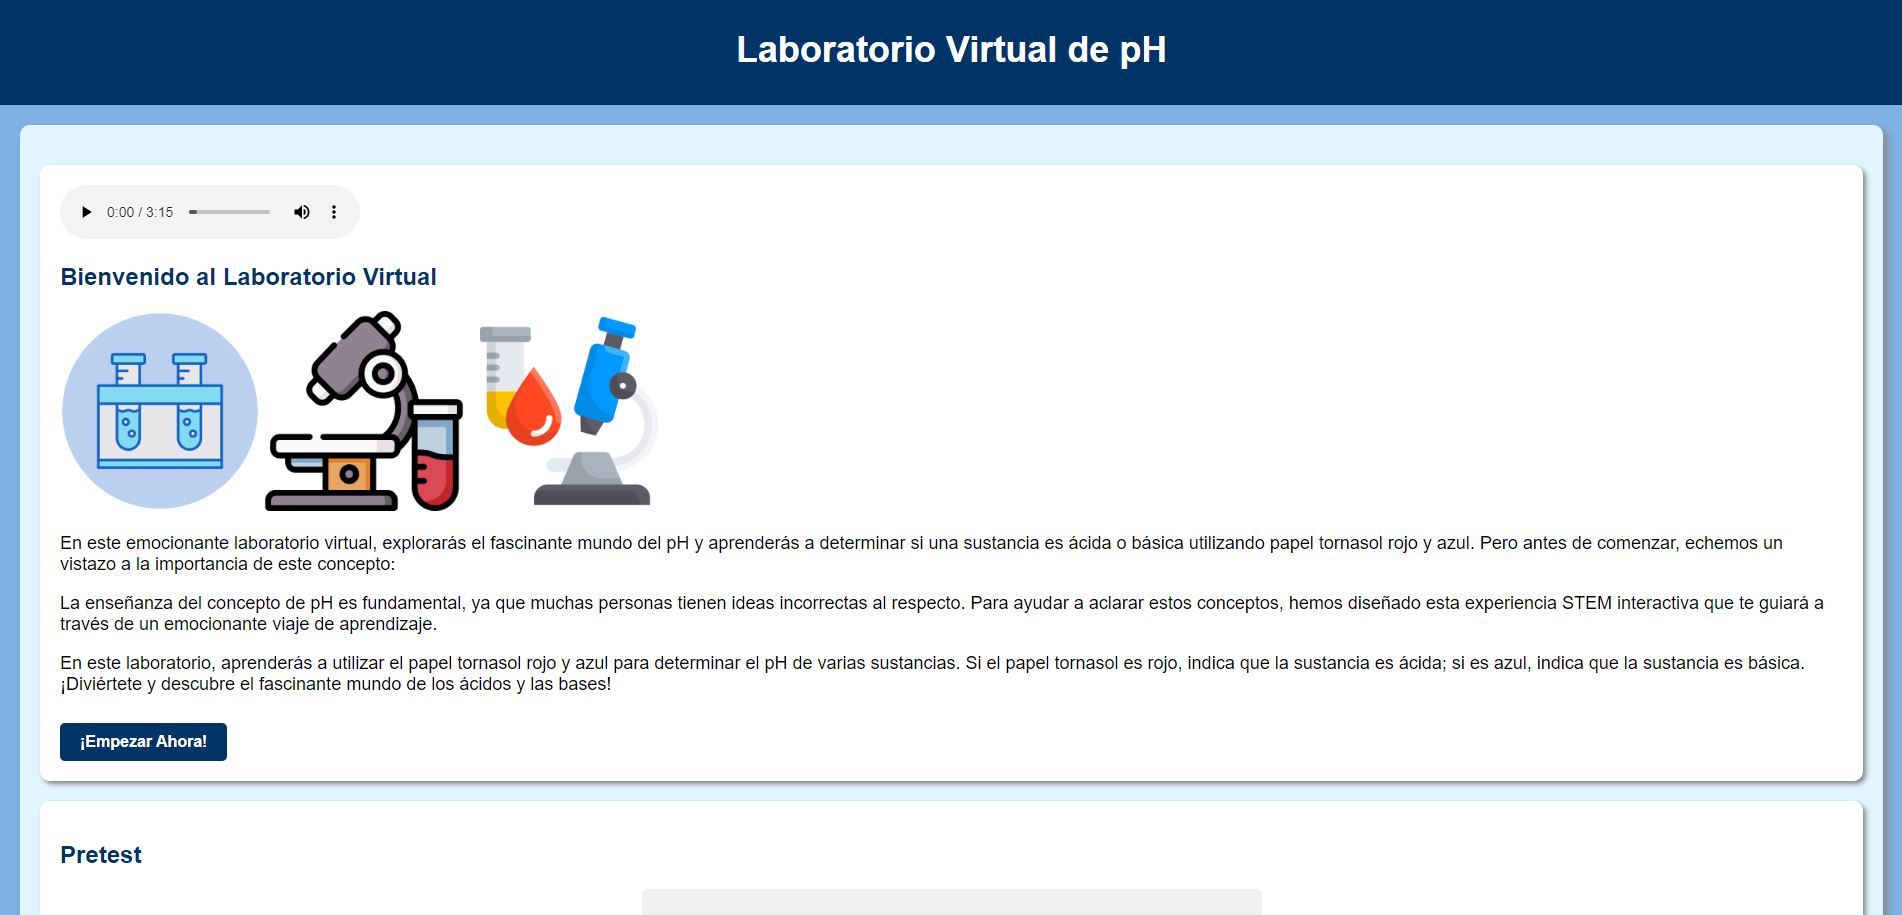 Laboratorio Virtual de pH
0:00 / 3:15
Bienvenido al Laboratorio Virtual
En este emocionante laboratorio virtual, explorarás el fascinante mundo del pH y aprenderás a determinar si una sustancia es ácida o básica utilizando papel tornasol rojo y azul. Pero antes de comenzar, echemos un
vistazo a la importancia de este concepto:
La enseñanza del concepto de pH es fundamental, ya que muchas personas tienen ideas incorrectas al respecto. Para ayudar a aclarar estos conceptos, hemos diseñado esta experiencia STEM interactiva que te guiará a
través de un emocionante viaje de aprendizaje.
En este laboratorio, aprenderás a utilizar el papel tornasol rojo y azul para determinar el pH de varias sustancias. Si el papel tornasol es rojo, indica que la sustancia es ácida; si es azul, indica que la sustancia es básica.
¡Diviértete y descubre el fascinante mundo de los ácidos y las bases!
¡Empezar Ahora!
Pretest